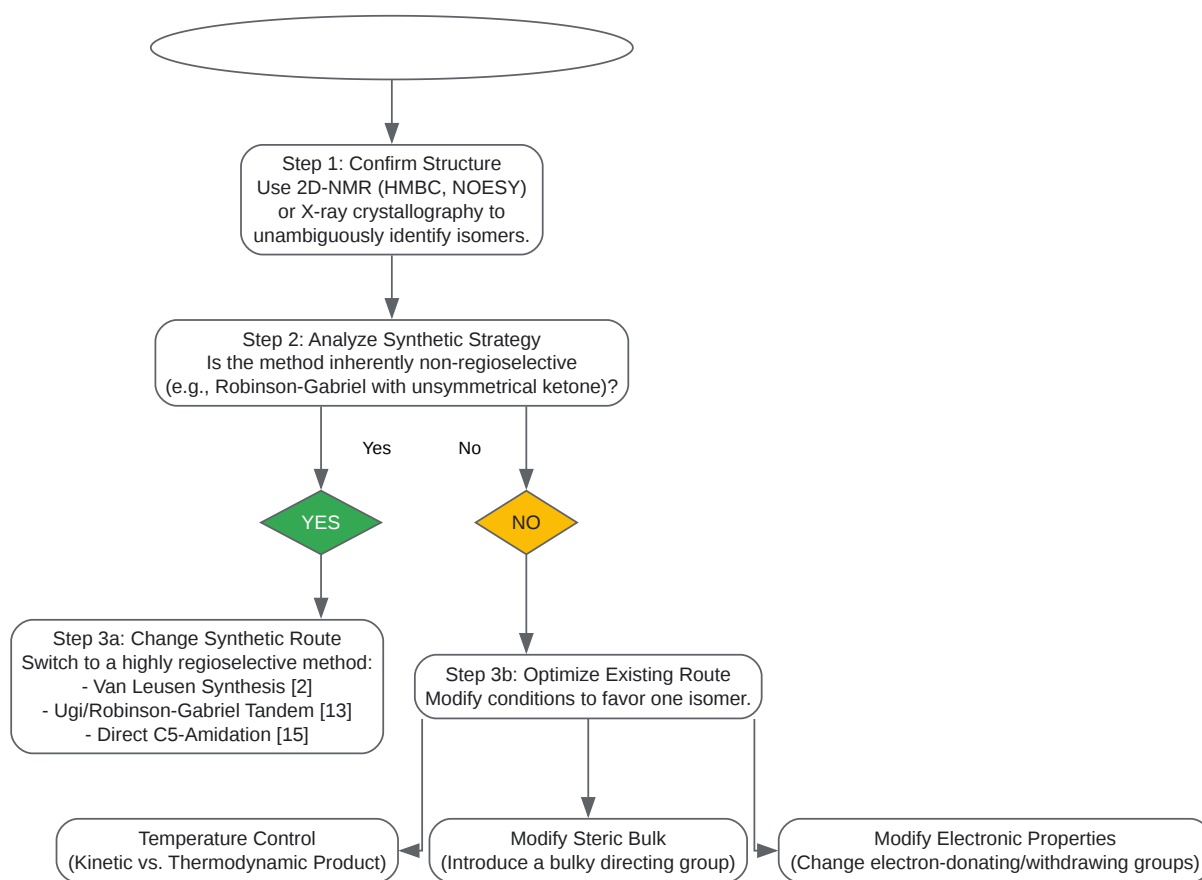 Step 1: Confirm Structure
Use 2D-NMR (HMBC, NOESY)
or X-ray crystallography to
unambiguously identify isomers.
Step 2: Analyze Synthetic Strategy
Is the method inherently non-regioselective
(e.g., Robinson-Gabriel with unsymmetrical ketone)?
Yes
No
YES
NO
Step 3a: Change Synthetic Route
Switch to a highly regioselective method:
- Van Leusen Synthesis [2]
- Ugi/Robinson-Gabriel Tandem [13]
- Direct C5-Amidation [15]
Step 3b: Optimize Existing Route
Modify conditions to favor one isomer.
Temperature Control
(Kinetic vs. Thermodynamic Product)
Modify Steric Bulk
(Introduce a bulky directing group)
Modify Electronic Properties
(Change electron-donating/withdrawing groups)